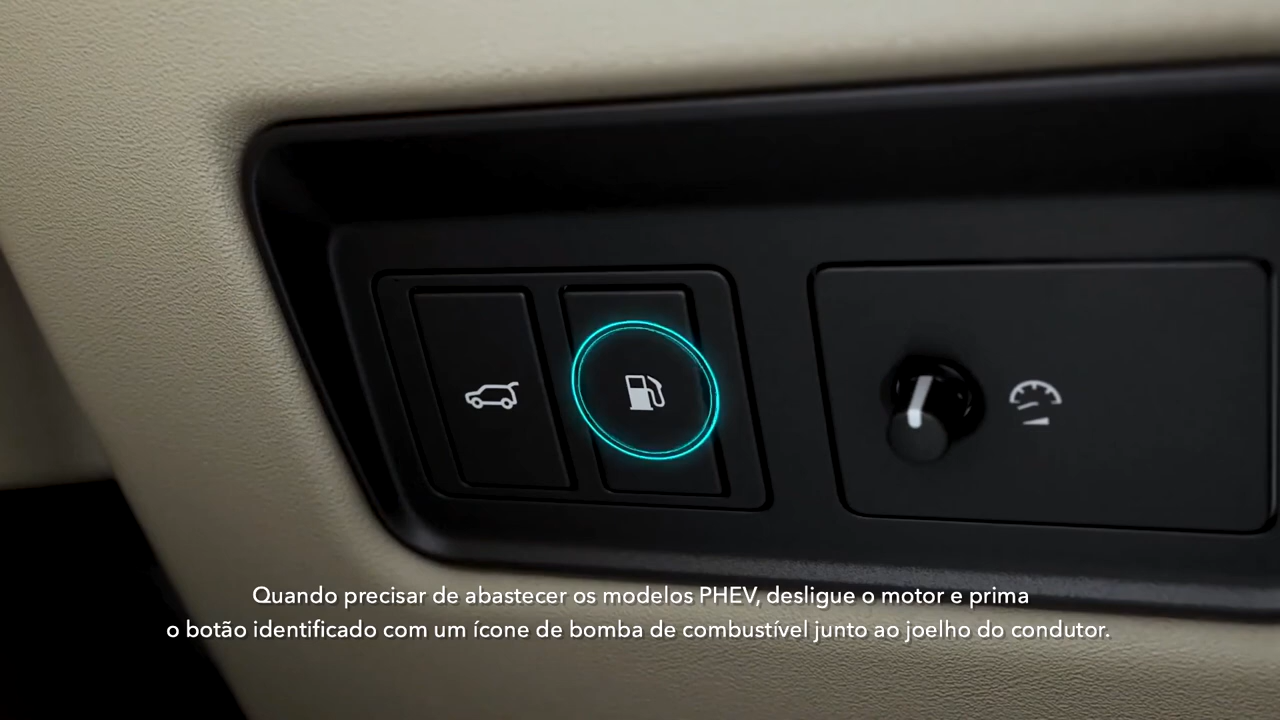 Quando precisar de abastecer os modelos PHEV, desligue o motor e prima
o botão identificado com um ícone de bomba de combustível junto ao joelho do condutor.